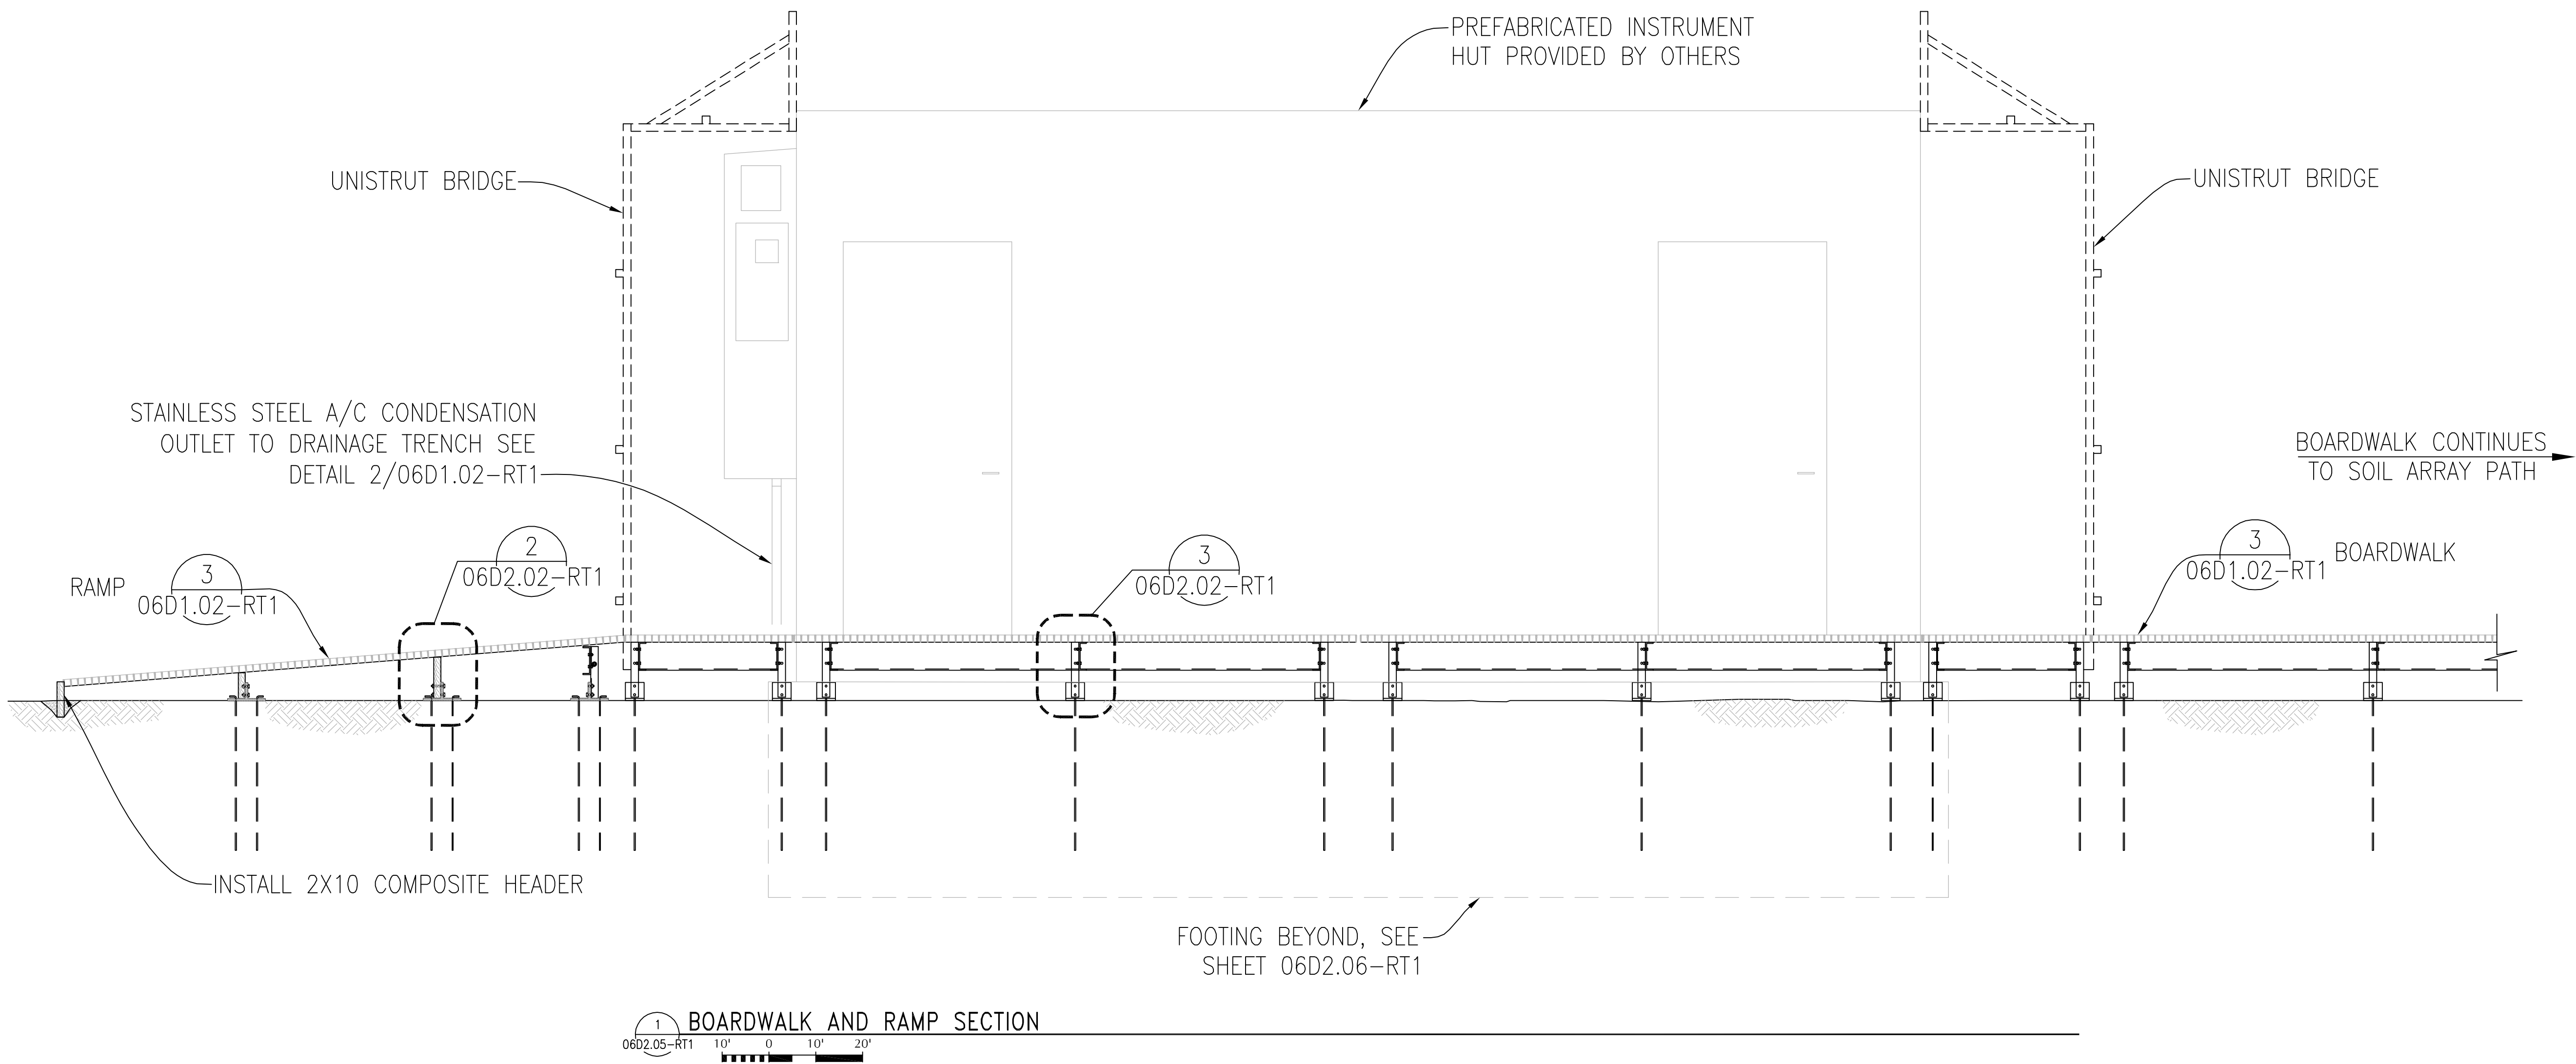 PREFABRICATED INSTRUMENT
HUT PROVIDED BY OTHERS
UNISTRUT BRIDGE
UNISTRUT BRIDGE
STAINLESS STEEL A/C CONDENSATION
OUTLET TO DRAINAGE TRENCH SEE
DETAIL 2/06D1.02-RT1
BOARDWALK CONTINUES
TO SOIL ARRAY PATH
RAMP
3
06D1.02-RT1
2
06D2.02-RT1
3
06D2.02-RT1
3
06D1.02-RT1
BOARDWALK
INSTALL 2X10 COMPOSITE HEADER
FOOTING BEYOND, SEE
SHEET 06D2.06-RT1
1
06D2.05-RT1
BOARDWALK AND RAMP SECTION
10' 0 10' 20'